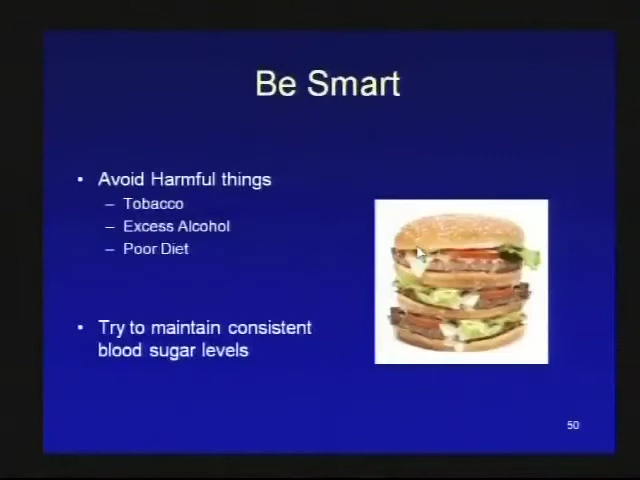 Be Smart
• Avoid Harmful things
– Tobacco
– Excess Alcohol
– Poor Diet
• Try to maintain consistent
blood sugar levels
50